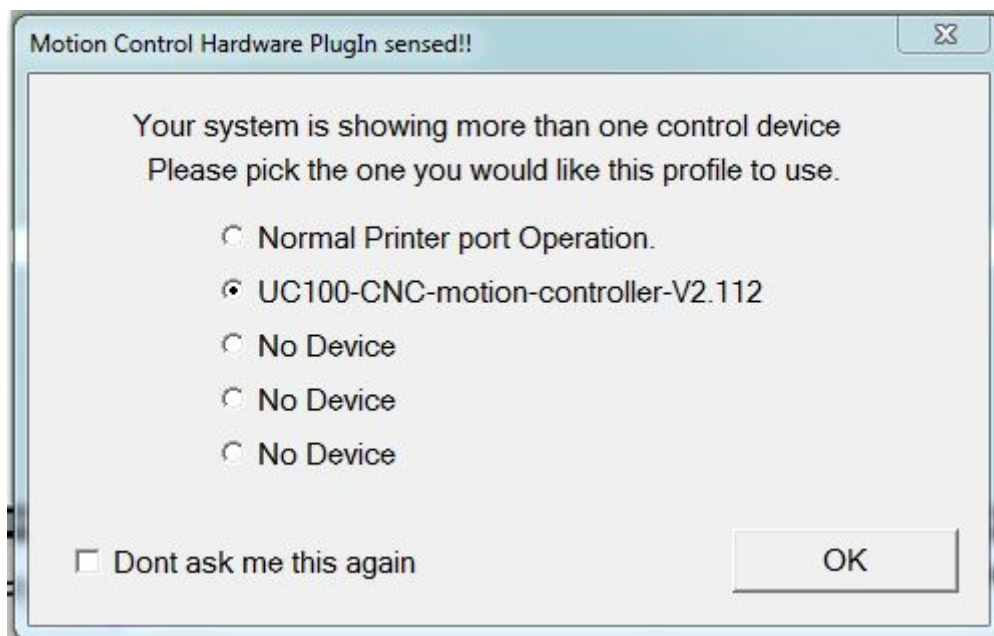 Motion Control Hardware PlugIn sensed!!
Your system is showing more than one control device
Please pick the one you would like this profile to use.
Normal Printer port Operation.
UC100-CNC-motion-controller-V2.112
No Device
No Device
No Device
Dont ask me this again
OK